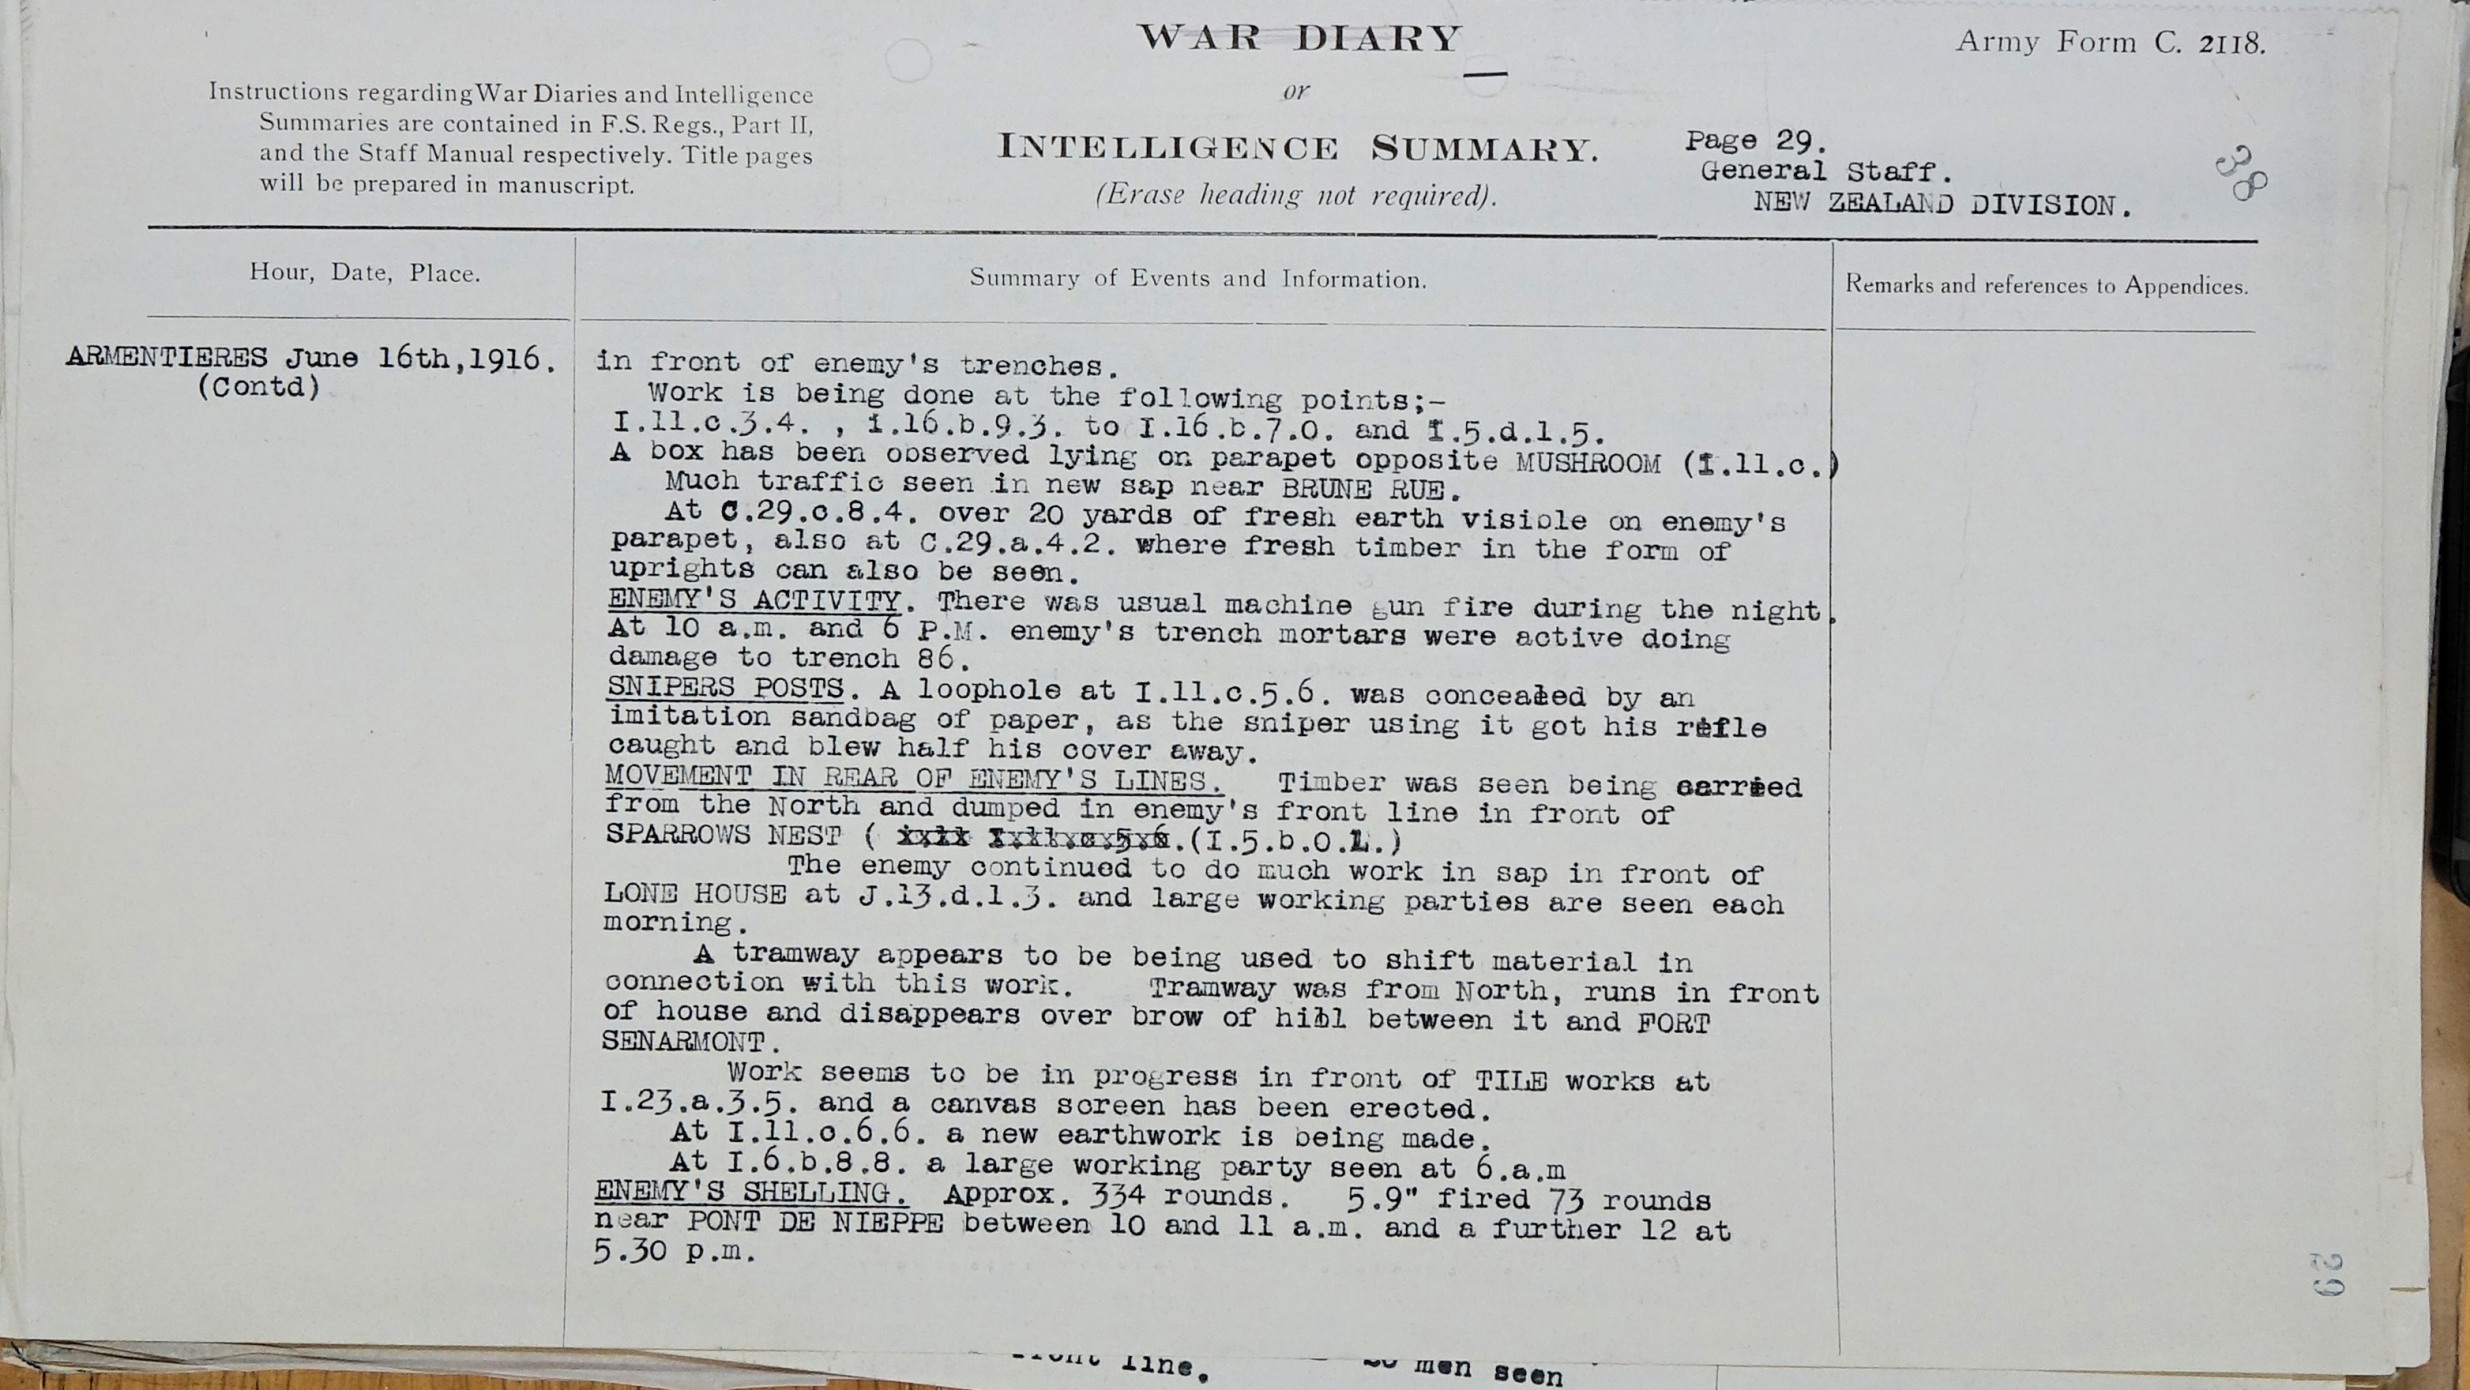 WAR DIARY
or
INTELLIGENCE SUMMARY.
(Erase heading not required).
Army Form C. 2118.
Instructions regarding War Diaries and Intelligence
Summaries are contained in F.S. Regs., Part II,
and the Staff Manual respectively. Title pages
will be prepared in manuscript.
Page 29.
General Staff.
NEW ZEALAND DIVISION.
38
Hour, Date, Place.
Summary of Events and Information.
Remarks and references to Appendices.
ARMENTIERES June 16th,1916.
(Contd)
in front of enemy's trenches.
Work is being done at the following points;-
I.11.c.3.4. , i.16.b.9.3. to I.16.b.7.0. and I.5.d.1.5.
A box has been observed lying on parapet opposite MUSHROOM (I.11.c.)
Much traffic seen in new sap near BRUNE RUE.
At C.29.c.8.4. over 20 yards of fresh earth visible on enemy's
parapet, also at C.29.a.4.2. where fresh timber in the form of
uprights can also be seen.
ENEMY'S ACTIVITY. There was usual machine gun fire during the night.
At 10 a.m. and 6 P.M. enemy's trench mortars were active doing
damage to trench 86.
SNIPERS POSTS. A loophole at I.11.c.5.6. was concealed by an
imitation sandbag of paper, as the sniper using it got his rifle
caught and blew half his cover away.
MOVEMENT IN REAR OF ENEMY'S LINES. Timber was seen being carried
from the North and dumped in enemy's front line in front of
SPARROWS NEST ( (I.5.b.0.1.)
The enemy continued to do much work in sap in front of
LONE HOUSE at J.13.d.1.3. and large working parties are seen each
morning.
A tramway appears to be being used to shift material in
connection with this work. Tramway was from North, runs in front
of house and disappears over brow of hill between it and FORT
SENARMONT.
Work seems to be in progress in front of TILE works at
I.23.a.3.5. and a canvas screen has been erected.
At I.11.c.6.6. a new earthwork is being made.
At I.6.b.8.8. a large working party seen at 6.a.m
ENEMY'S SHELLING. Approx. 334 rounds. 5.9" fired 73 rounds
near PONT DE NIEPPE between 10 and 11 a.m. and a further 12 at
5.30 p.m.
29
line. men seen